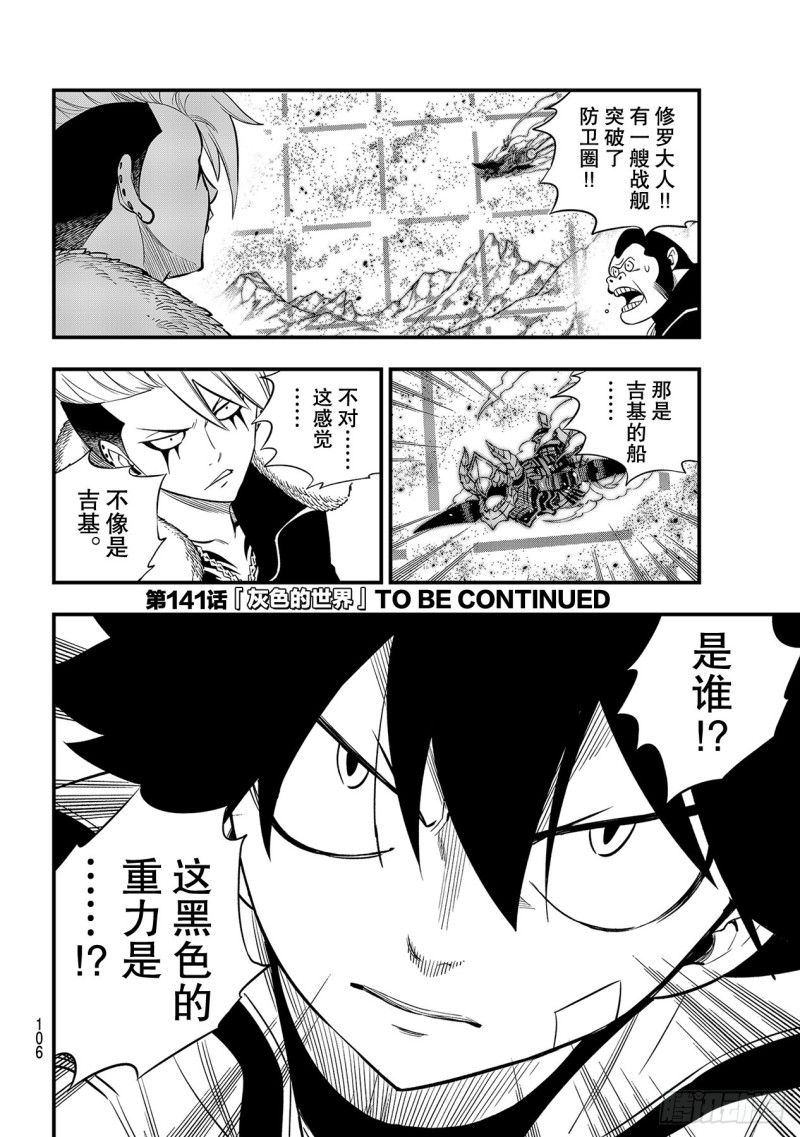 修罗大人!!
有一艘战舰
突破了
防卫圈!!
那是
吉基的船
……
不对……
这感觉
……
不像是
吉基。
第141话「灰色的世界」TO BE CONTINUED
是谁!?
这黑色的
重力是
……!?
106